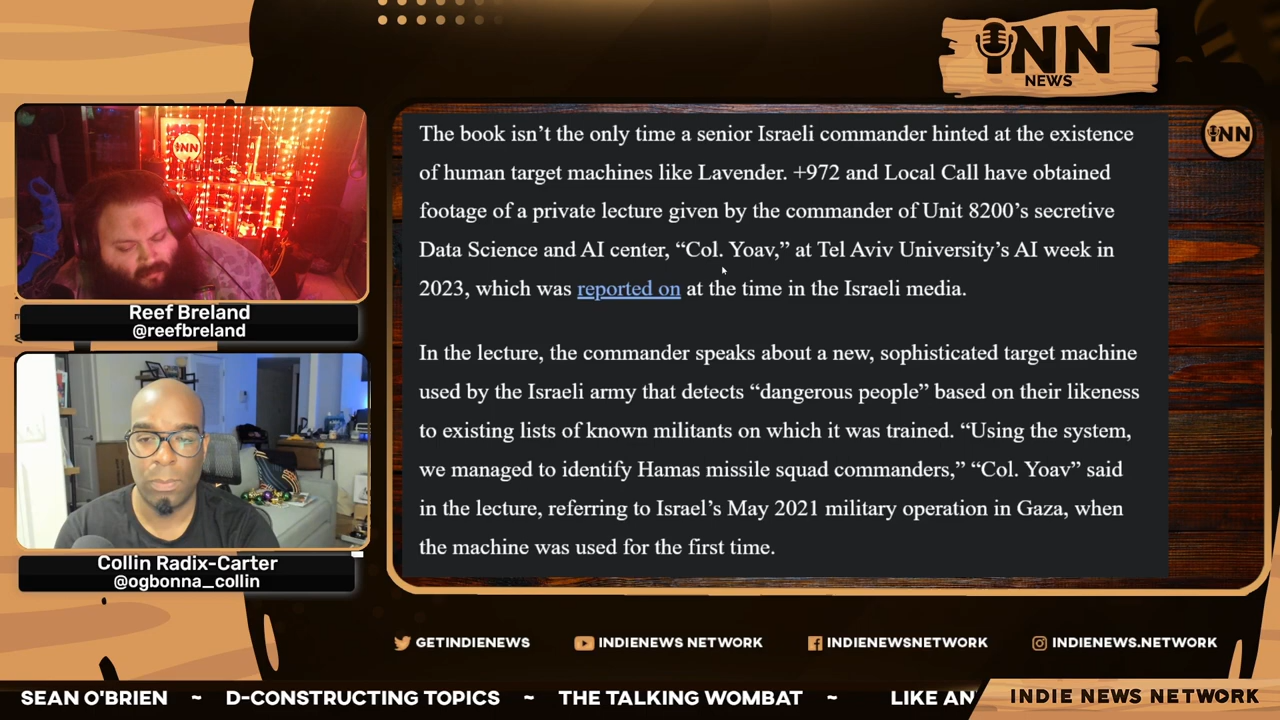 iNN
NEWS
iNN
iNN
The book isn’t the only time a senior Israeli commander hinted at the existence
of human target machines like Lavender. +972 and Local Call have obtained
footage of a private lecture given by the commander of Unit 8200’s secretive
Data Science and AI center, “Col. Yoav,” at Tel Aviv University’s AI week in
2023, which was reported on at the time in the Israeli media.
In the lecture, the commander speaks about a new, sophisticated target machine
used by the Israeli army that detects “dangerous people” based on their likeness
to existing lists of known militants on which it was trained. “Using the system,
we managed to identify Hamas missile squad commanders,” “Col. Yoav” said
in the lecture, referring to Israel’s May 2021 military operation in Gaza, when
the machine was used for the first time.
Reef Breland
@reefbreland
Collin Radix-Carter
@ogbonna_collin
GETINDIENEWS
INDIENEWS NETWORK
INDIENEWSNETWORK
INDIENEWS.NETWORK
SEAN O'BRIEN ~ D-CONSTRUCTING TOPICS ~ THE TALKING WOMBAT ~ LIKE AN
INDIE NEWS NETWORK